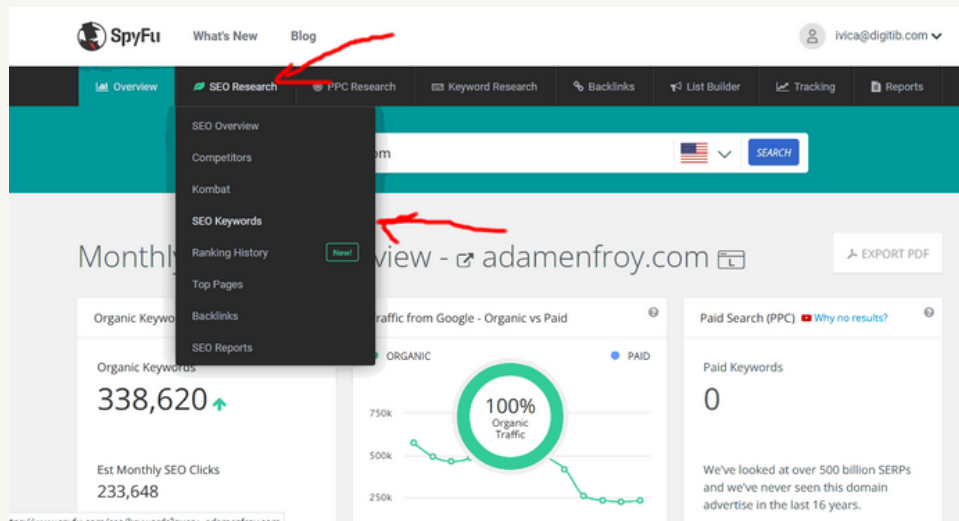 SpyFu What's New Blog ivica@digitib.com
Overview SEO Research PPC Research Keyword Research Backlinks List Builder Tracking Reports
SEO Overview
Competitors
Kombat
SEO Keywords
Ranking History New!
Top Pages
Backlinks
SEO Reports
SEARCH
Monthly view - adamenfroy.com
EXPORT PDF
Organic Keywo
Organic Keywords
338,620
Est Monthly SEO Clicks
233,648
raffic from Google - Organic vs Paid
ORGANIC PAID
100%
Organic
Traffic
750k
500k
250k
Paid Search (PPC) Why no results?
Paid Keywords
0
We've looked at over 500 billion SERPs
and we've never seen this domain
advertise in the last 16 years.